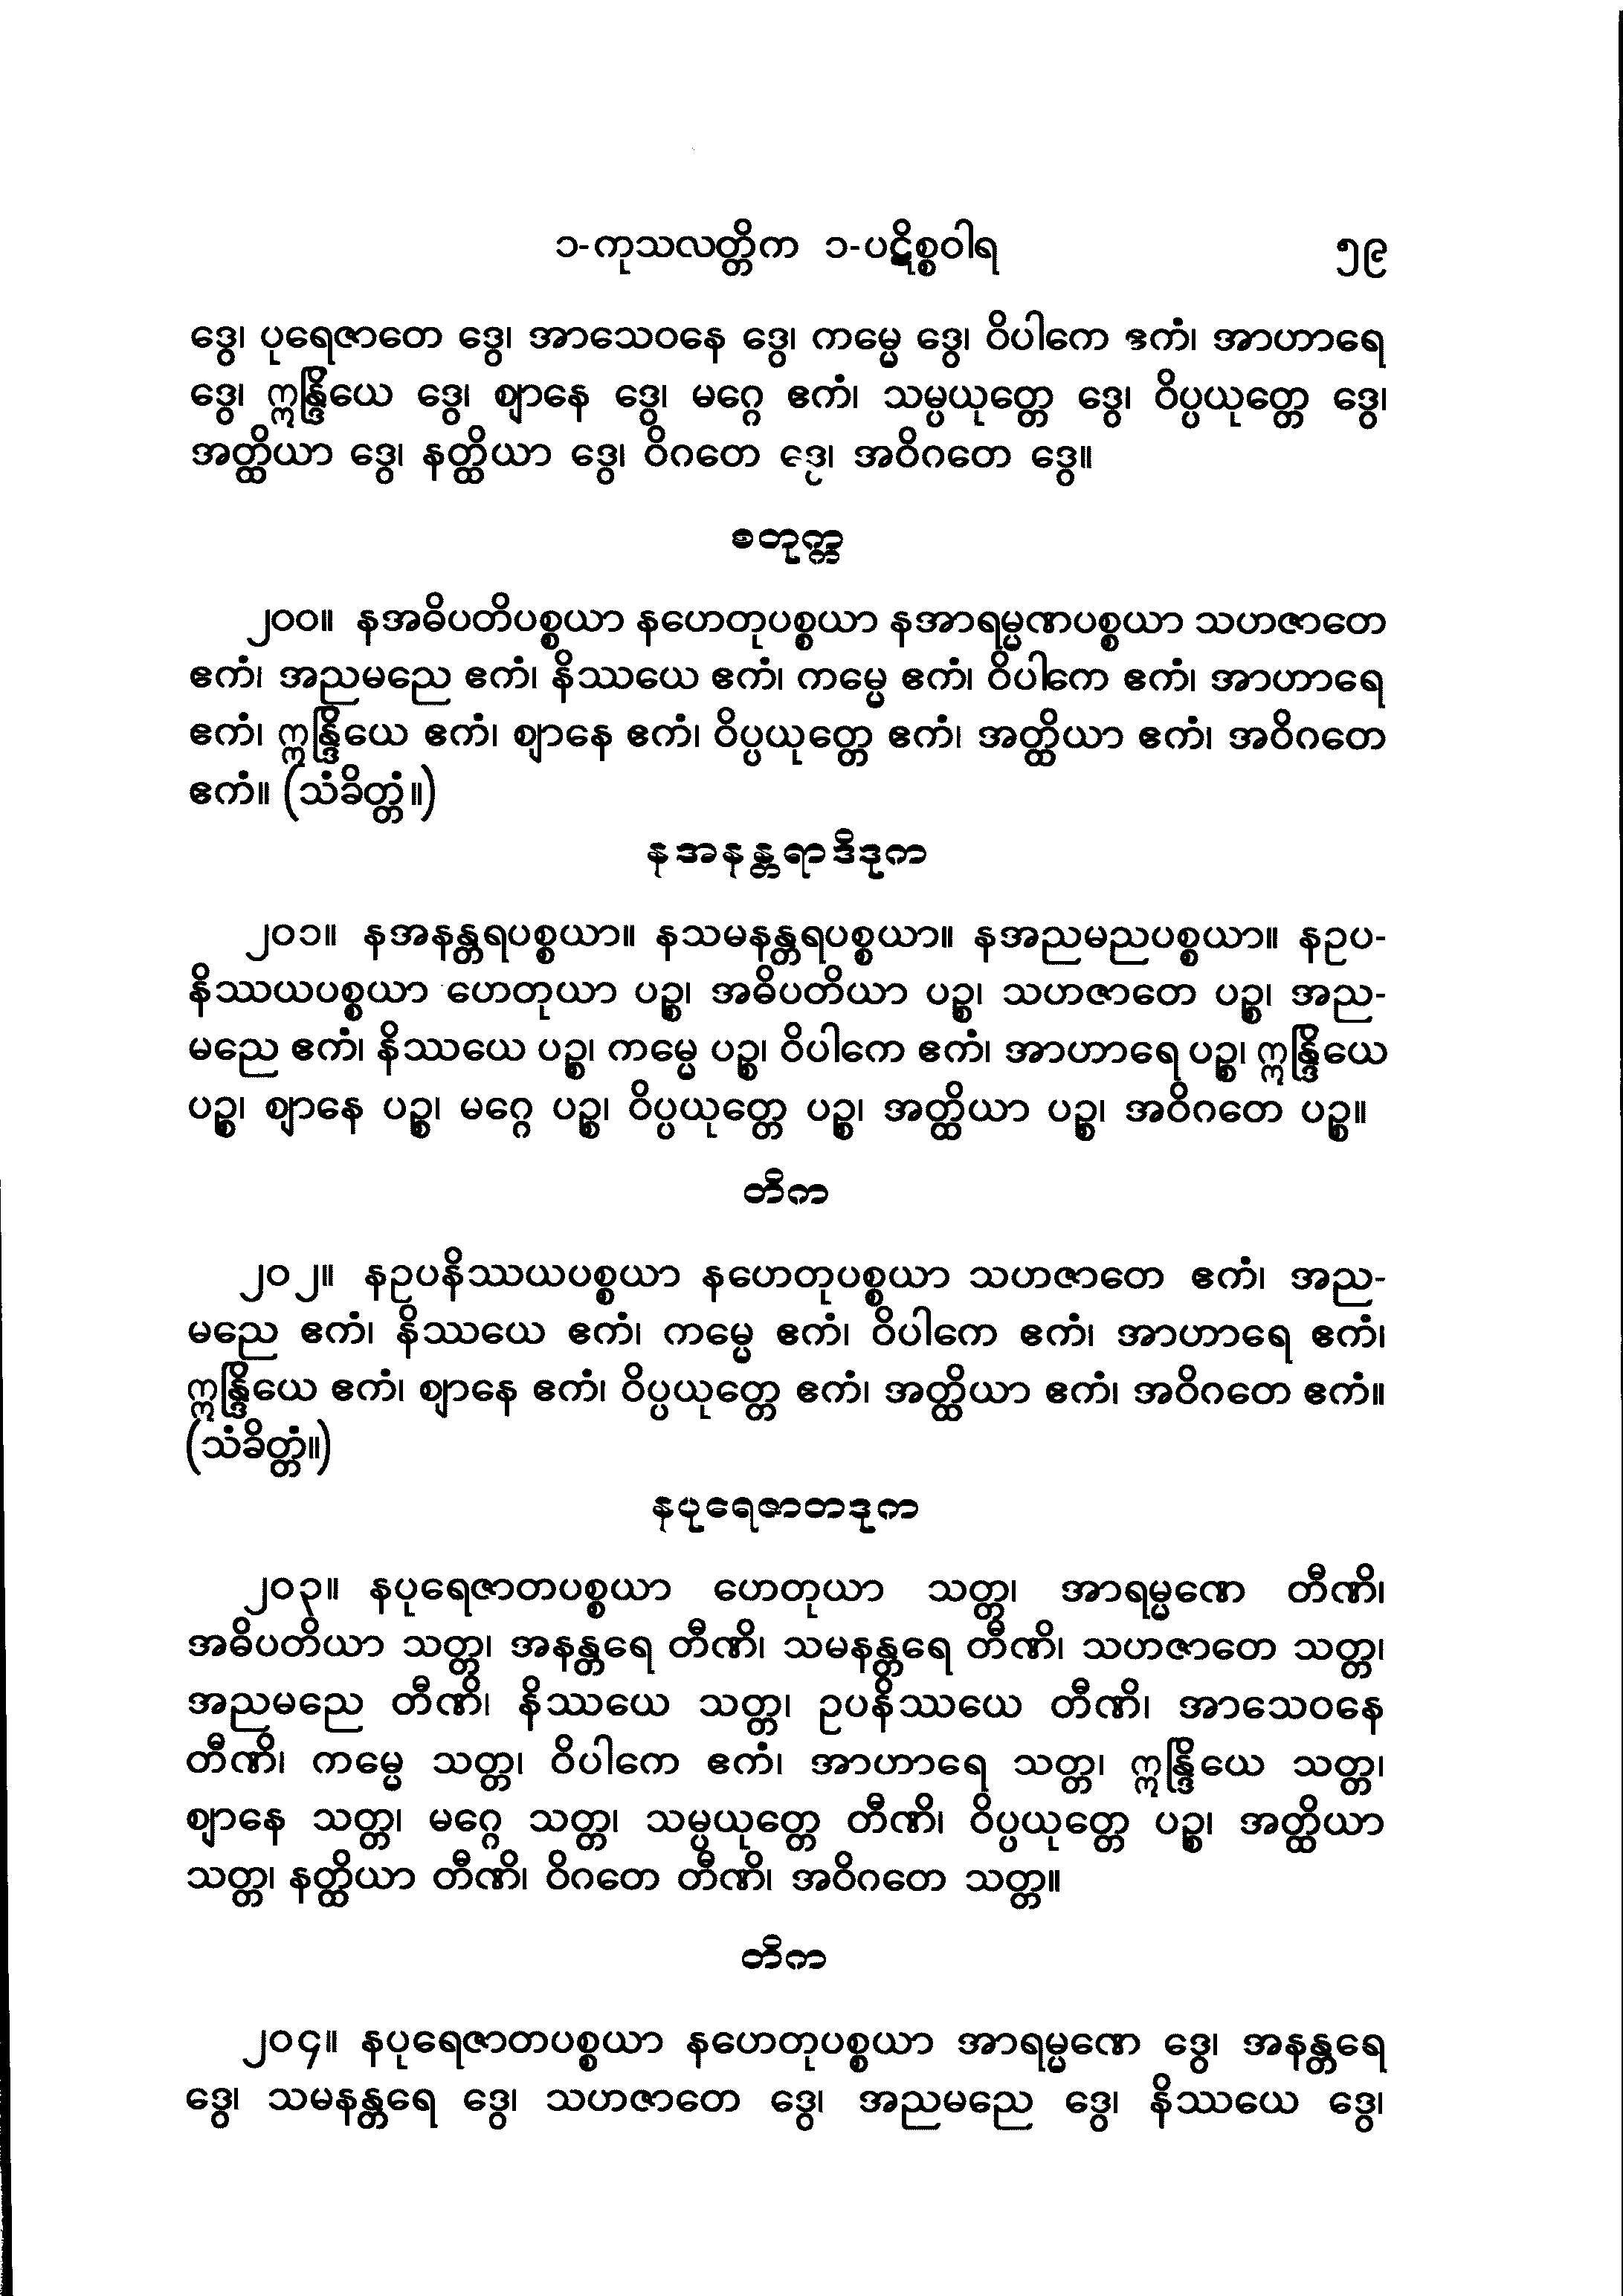 ၁-ကုသလတ္တိက ၁-ပဋိစ္စဝါရ ၅၉
ဒွေ၊ ပုရေဇာတေ ဒွေ၊ အာသေဝနေ ဒွေ၊ ကမ္မေ ဒွေ၊ ဝိပါကေ ဧကံ၊ အာဟာရေ
ဒွေ၊ ဣန္ဒြိယေ ဒွေ၊ ဈာနေ ဒွေ၊ မဂ္ဂေ ဧကံ၊ သမ္ပယုတ္တေ ဒွေ၊ ဝိပ္ပယုတ္တေ ဒွေ၊
အတ္ထိယာ ဒွေ၊ နတ္ထိယာ ဒွေ၊ ဝိဂတေ ဒွေ၊ အဝိဂတေ ဒွေ။
စတုက္က
၂၀၀။ နအဓိပတိပစ္စယာ နဟေတုပစ္စယာ နအာရမ္မဏပစ္စယာ သဟဇာတေ
ဧကံ၊ အညမညေ ဧကံ၊ နိဿယေ ဧကံ၊ ကမ္မေ ဧကံ၊ ဝိပါကေ ဧကံ၊ အာဟာရေ
ဧကံ၊ ဣန္ဒြိယေ ဧကံ၊ ဈာနေ ဧကံ၊ ဝိပ္ပယုတ္တေ ဧကံ၊ အတ္ထိယာ ဧကံ၊ အဝိဂတေ
ဧကံ။ (သံခိတ္တံ။)
နအနန္တရာဒိဒုက
၂၀၁။ နအနန္တရပစ္စယာ။ နသမနန္တရပစ္စယာ။ နအညမညပစ္စယာ။ နဥပ-
နိဿယပစ္စယာ ဟေတုယာ ပဉ္စ၊ အဓိပတိယာ ပဉ္စ၊ သဟဇာတေ ပဉ္စ၊ အည-
မညေ ဧကံ၊ နိဿယေ ပဉ္စ၊ ကမ္မေ ပဉ္စ၊ ဝိပါကေ ဧကံ၊ အာဟာရေ ပဉ္စ၊ ဣန္ဒြိယေ
ပဉ္စ၊ ဈာနေ ပဉ္စ၊ မဂ္ဂေ ပဉ္စ၊ ဝိပ္ပယုတ္တေ ပဉ္စ၊ အတ္ထိယာ ပဉ္စ၊ အဝိဂတေ ပဉ္စ။
တိက
၂၀၂။ နဥပနိဿယပစ္စယာ နဟေတုပစ္စယာ သဟဇာတေ ဧကံ၊ အည-
မညေ ဧကံ၊ နိဿယေ ဧကံ၊ ကမ္မေ ဧကံ၊ ဝိပါကေ ဧကံ၊ အာဟာရေ ဧကံ၊
ဣန္ဒြိယေ ဧကံ၊ ဈာနေ ဧကံ၊ ဝိပ္ပယုတ္တေ ဧကံ၊ အတ္ထိယာ ဧကံ၊ အဝိဂတေ ဧကံ။
(သံခိတ္တံ။)
နပုရေဇာတဒုက
၂၀၃။ နပုရေဇာတပစ္စယာ ဟေတုယာ သတ္တ၊ အာရမ္မဏေ တီဏိ၊
အဓိပတိယာ သတ္တ၊ အနန္တရေ တီဏိ၊ သမနန္တရေ တီဏိ၊ သဟဇာတေ သတ္တ၊
အညမညေ တီဏိ၊ နိဿယေ သတ္တ၊ ဥပနိဿယေ တီဏိ၊ အာသေဝနေ
တီဏိ၊ ကမ္မေ သတ္တ၊ ဝိပါကေ ဧကံ၊ အာဟာရေ သတ္တ၊ ဣန္ဒြိယေ သတ္တ၊
ဈာနေ သတ္တ၊ မဂ္ဂေ သတ္တ၊ သမ္ပယုတ္တေ တီဏိ၊ ဝိပ္ပယုတ္တေ ပဉ္စ၊ အတ္ထိယာ
သတ္တ၊ နတ္ထိယာ တီဏိ၊ ဝိဂတေ တီဏိ၊ အဝိဂတေ သတ္တ။
တိက
၂၀၄။ နပုရေဇာတပစ္စယာ နဟေတုပစ္စယာ အာရမ္မဏေ ဒွေ၊ အနန္တရေ
ဒွေ၊ သမနန္တရေ ဒွေ၊ သဟဇာတေ ဒွေ၊ အညမညေ ဒွေ၊ နိဿယေ ဒွေ၊